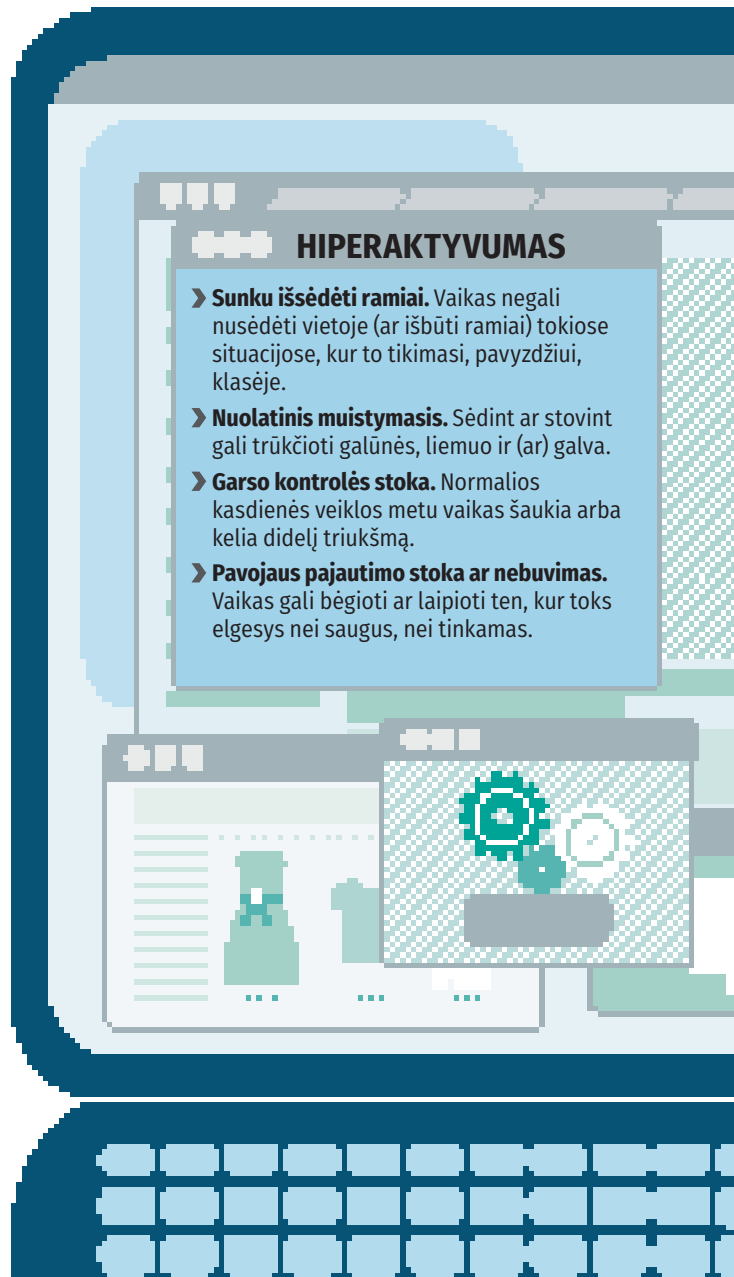 HIPERAKTYVUMAS
❯ Sunku išsėdėti ramiai. Vaikas negali
nusėdėti vietoje (ar išbūti ramiai) tokiose
situacijose, kur to tikimasi, pavyzdžiui,
klasėje.
❯ Nuolatinis muistymasis. Sėdint ar stovint
gali trūkčioti galūnės, liemuo ir (ar) galva.
❯ Garso kontrolės stoka. Normalios
kasdienės veiklos metu vaikas šaukia arba
kelia didelį triukšmą.
❯ Pavojaus pajautimo stoka ar nebuvimas.
Vaikas gali bėgioti ar laipioti ten, kur toks
elgesys nei saugus, nei tinkamas.